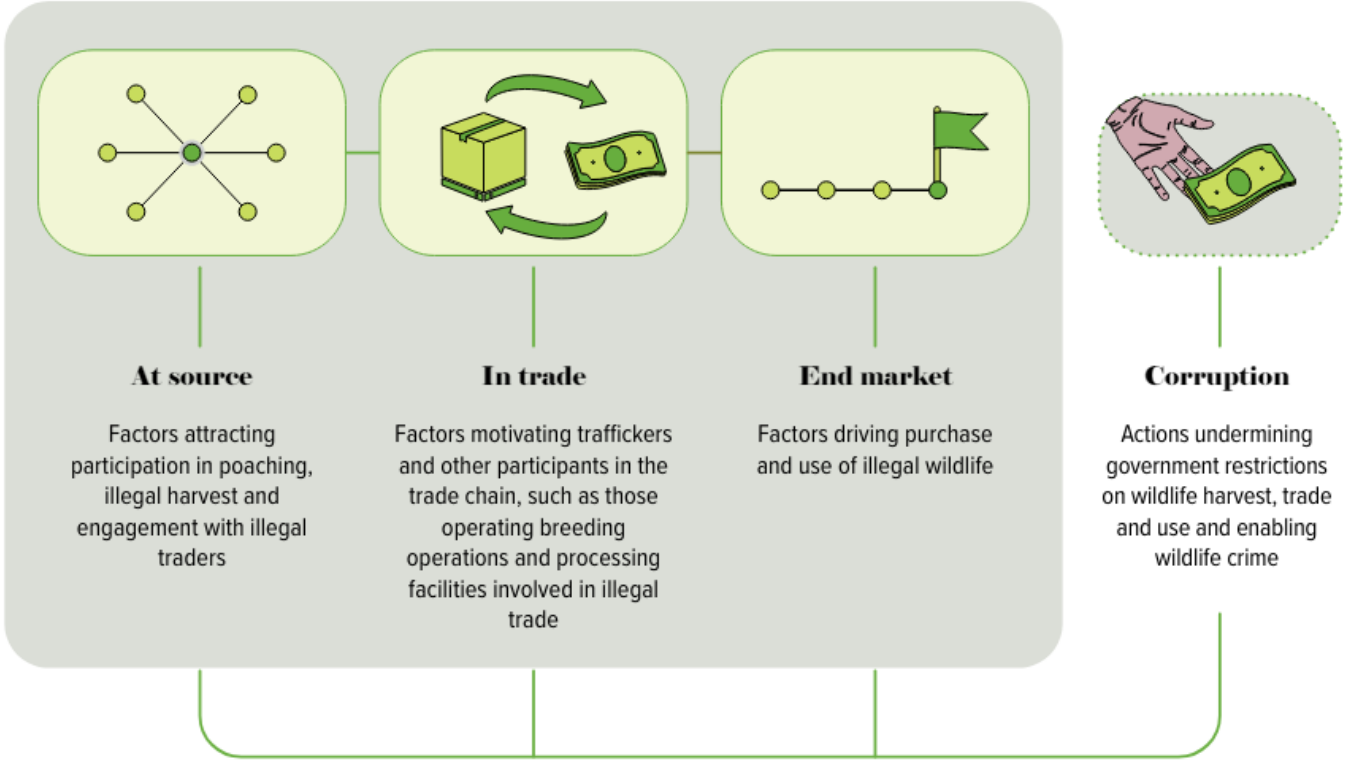 At source
Factors attracting
participation in poaching,
illegal harvest and
engagement with illegal
traders
In trade
Factors motivating traffickers
and other participants in the
trade chain, such as those
operating breeding
operations and processing
facilities involved in illegal
trade
End market
Factors driving purchase
and use of illegal wildlife
Corruption
Actions undermining
government restrictions
on wildlife harvest, trade
and use and enabling
wildlife crime